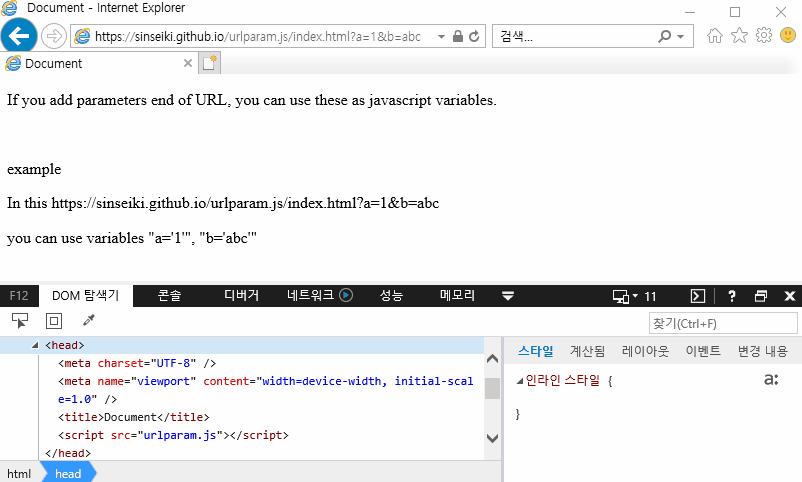 Document - Internet Explorer
https://sinseiki.github.io/urlparam.js/index.html?a=1&b=abc
검색...
Document
If you add parameters end of URL, you can use these as javascript variables.
example
In this https://sinseiki.github.io/urlparam.js/index.html?a=1&b=abc
you can use variables "a='1'", "b='abc'"
F12 DOM 탐색기 콘솔 디버거 네트워크 성능 메모리 11 ?
찾기(Ctrl+F)
<head>
<meta charset="UTF-8" />
<meta name="viewport" content="width=device-width, initial-scal
e=1.0" />
<title>Document</title>
<script src="urlparam.js"></script>
</head>
html head
스타일 계산됨 레이아웃 이벤트 변경 내용
인라인 스타일 {
a:
}